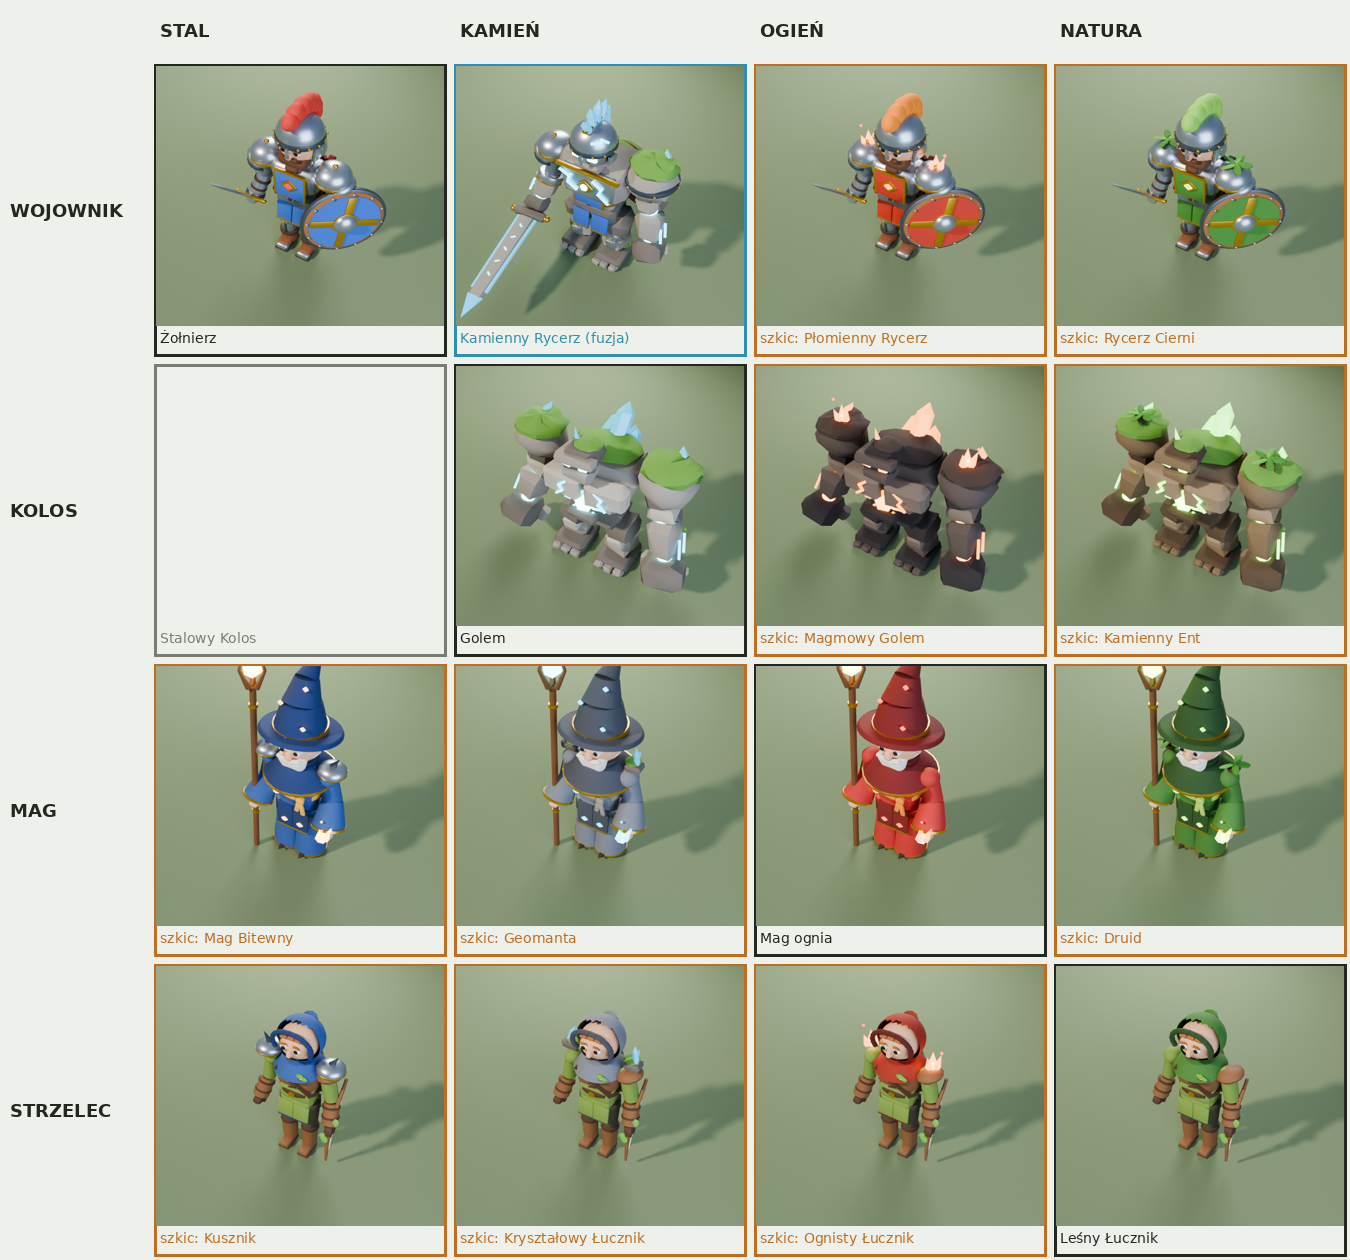 STAL KAMIEŃ OGIEŃ NATURA
WOJOWNIK
Żołnierz
Kamienny Rycerz (fuzja)
szkic: Płomienny Rycerz
szkic: Rycerz Cierni
KOLOS
Stalowy Kolos
Golem
szkic: Magmowy Golem
szkic: Kamienny Ent
MAG
szkic: Mag Bitewny
szkic: Geomanta
Mag ognia
szkic: Druid
STRZELEC
szkic: Kusznik
szkic: Kryształowy Łucznik
szkic: Ognisty Łucznik
Leśny Łucznik